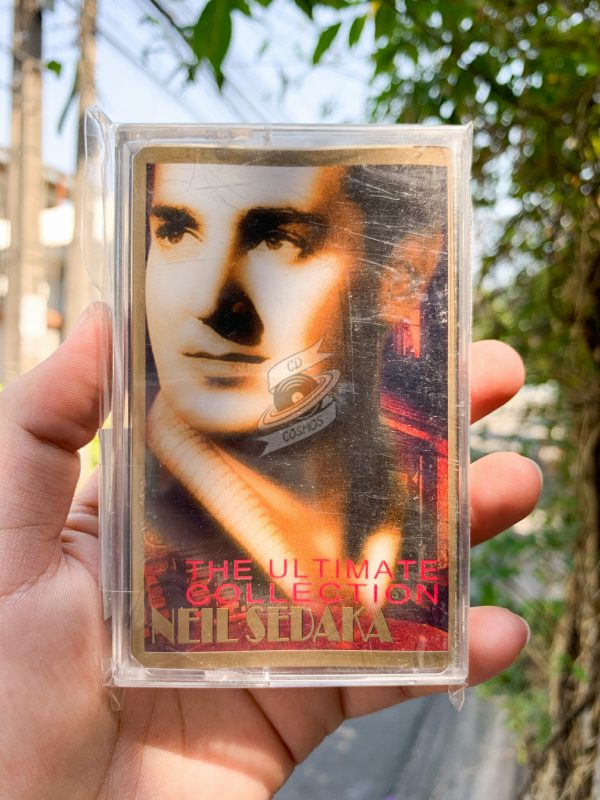 CD
COSMOS
THE ULTIMATE
COLLECTION
NEIL SEDAKA